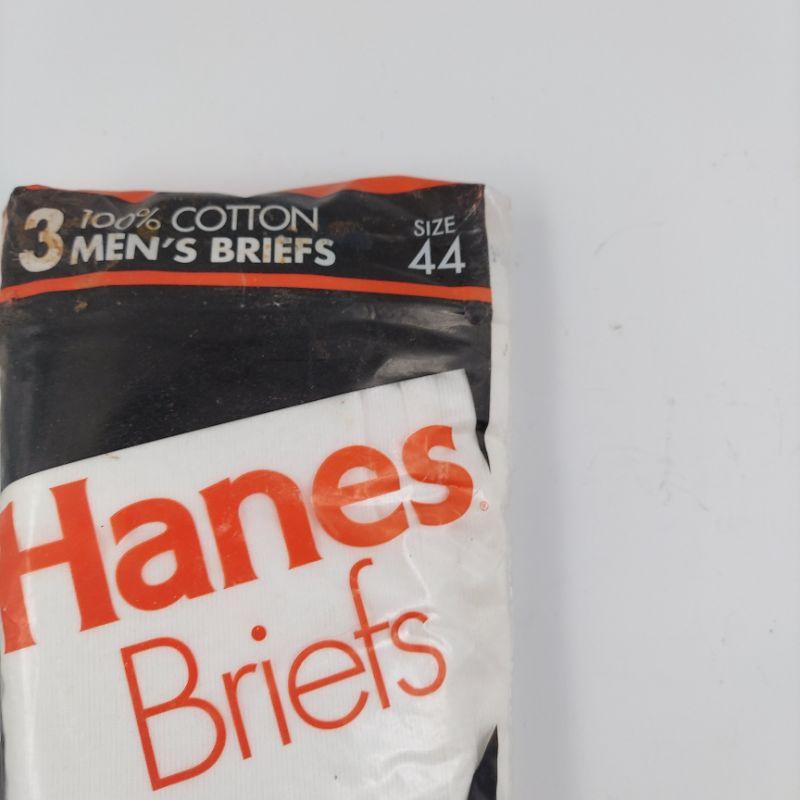 3 100% COTTON
MEN'S BRIEFS
SIZE
44
Hanes®
Briefs